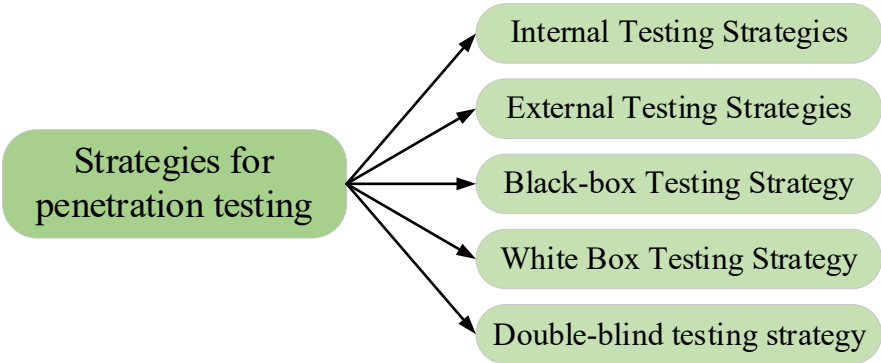 Strategies for
penetration testing
Internal Testing Strategies
External Testing Strategies
Black-box Testing Strategy
White Box Testing Strategy
Double-blind testing strategy